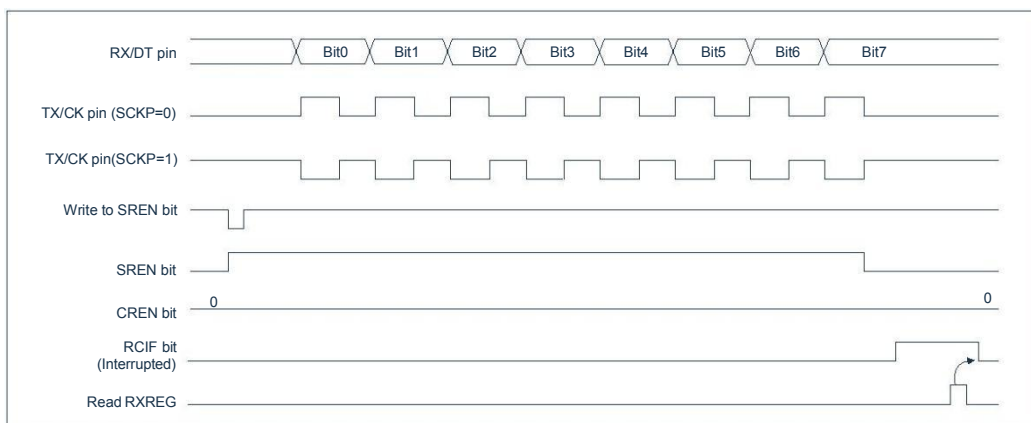 RX/DT pin
Bit0 Bit1 Bit2 Bit3 Bit4 Bit5 Bit6 Bit7
TX/CK pin (SCKP=0)
TX/CK pin(SCKP=1)
Write to SREN bit
SREN bit
0 0
CREN bit
RCIF bit
(Interrupted)
Read RXREG